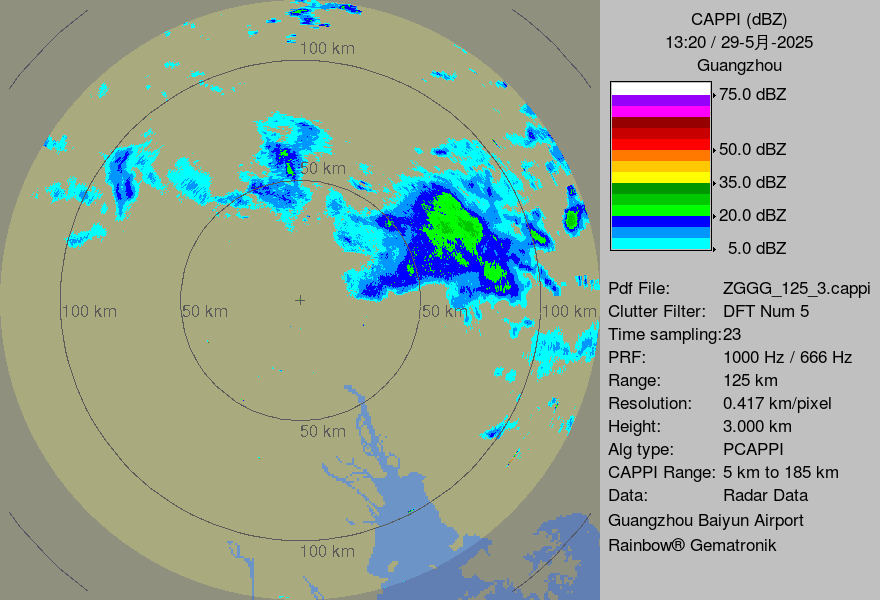 CAPPI (dBZ)
13:20 / 29-5月-2025
Guangzhou
75.0 dBZ
50.0 dBZ
35.0 dBZ
20.0 dBZ
5.0 dBZ
Pdf File: ZGGG_125_3.cappi
Clutter Filter: DFT Num 5
Time sampling:23
PRF: 1000 Hz / 666 Hz
Range: 125 km
Resolution: 0.417 km/pixel
Height: 3.000 km
Alg type: PCAPPI
CAPPI Range: 5 km to 185 km
Data: Radar Data
Guangzhou Baiyun Airport
Rainbow® Gematronik
100 km
50 km
100 km
50 km
50 km
100 km
50 km
100 km